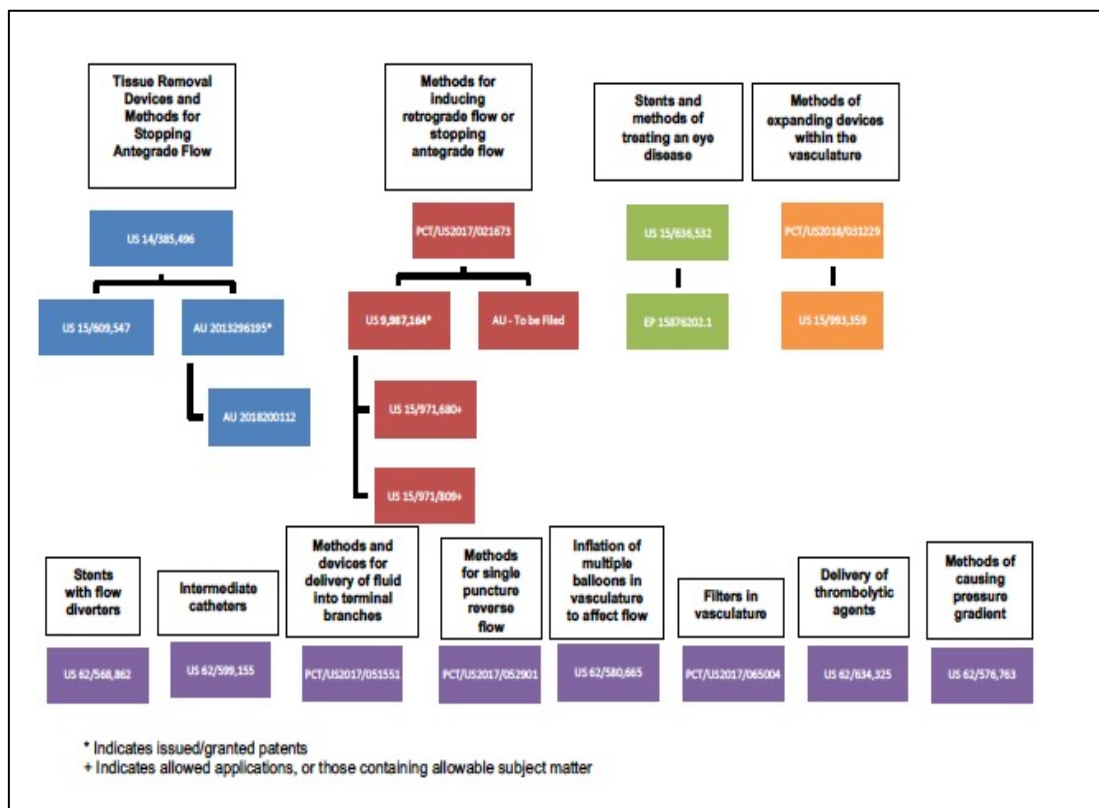 Tissue Removal
Devices and
Methods for
Stopping
Antegrade Flow
Methods for
inducing
retrograde flow or
stopping
antegrade flow
Stents and
methods of
treating an eye
disease
Methods of
expanding devices
within the
vasculature
US 14/385,496
PCT/US2017/021673
US 15/636,532
PCT/US2018/031229
US 15/609,547
AU 2013296195*
US 9,987,164*
AU - To be Filed
EP 15876202.1
US 15/993,359
AU 2018200112
US 15/971,680+
US 15/971/809+
Stents
with flow
diverters
Intermediate
catheters
Methods and
devices for
delivery of fluid
into terminal
branches
Methods
for single
puncture
reverse
flow
Inflation of
multiple
balloons in
vasculature
to affect flow
Filters in
vasculature
Delivery of
thrombolytic
agents
Methods of
causing
pressure
gradient
US 62/568,862
US 62/599,155
PCT/US2017/051551
PCT/US2017/052901
US 62/580,665
PCT/US2017/065004
US 62/634,325
US 62/576,763
* Indicates issued/granted patents
+ Indicates allowed applications, or those containing allowable subject matter